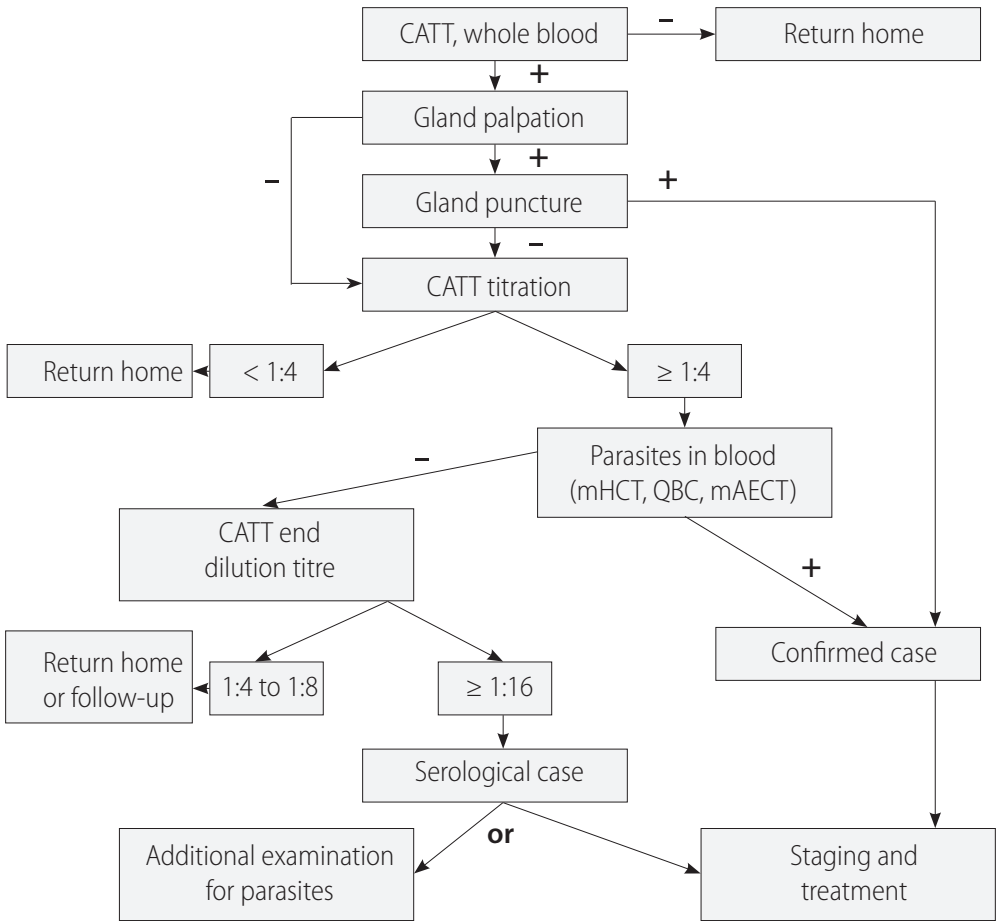 CATT, whole blood
–
Return home
+
Gland palpation
–
+
Gland puncture
+
–
CATT titration
Return home
< 1:4
≥ 1:4
Parasites in blood
(mHCT, QBC, mAECT)
–
+
CATT end
dilution titre
Return home
or follow-up
1:4 to 1:8
≥ 1:16
Confirmed case
Serological case
or
Additional examination
for parasites
Staging and
treatment